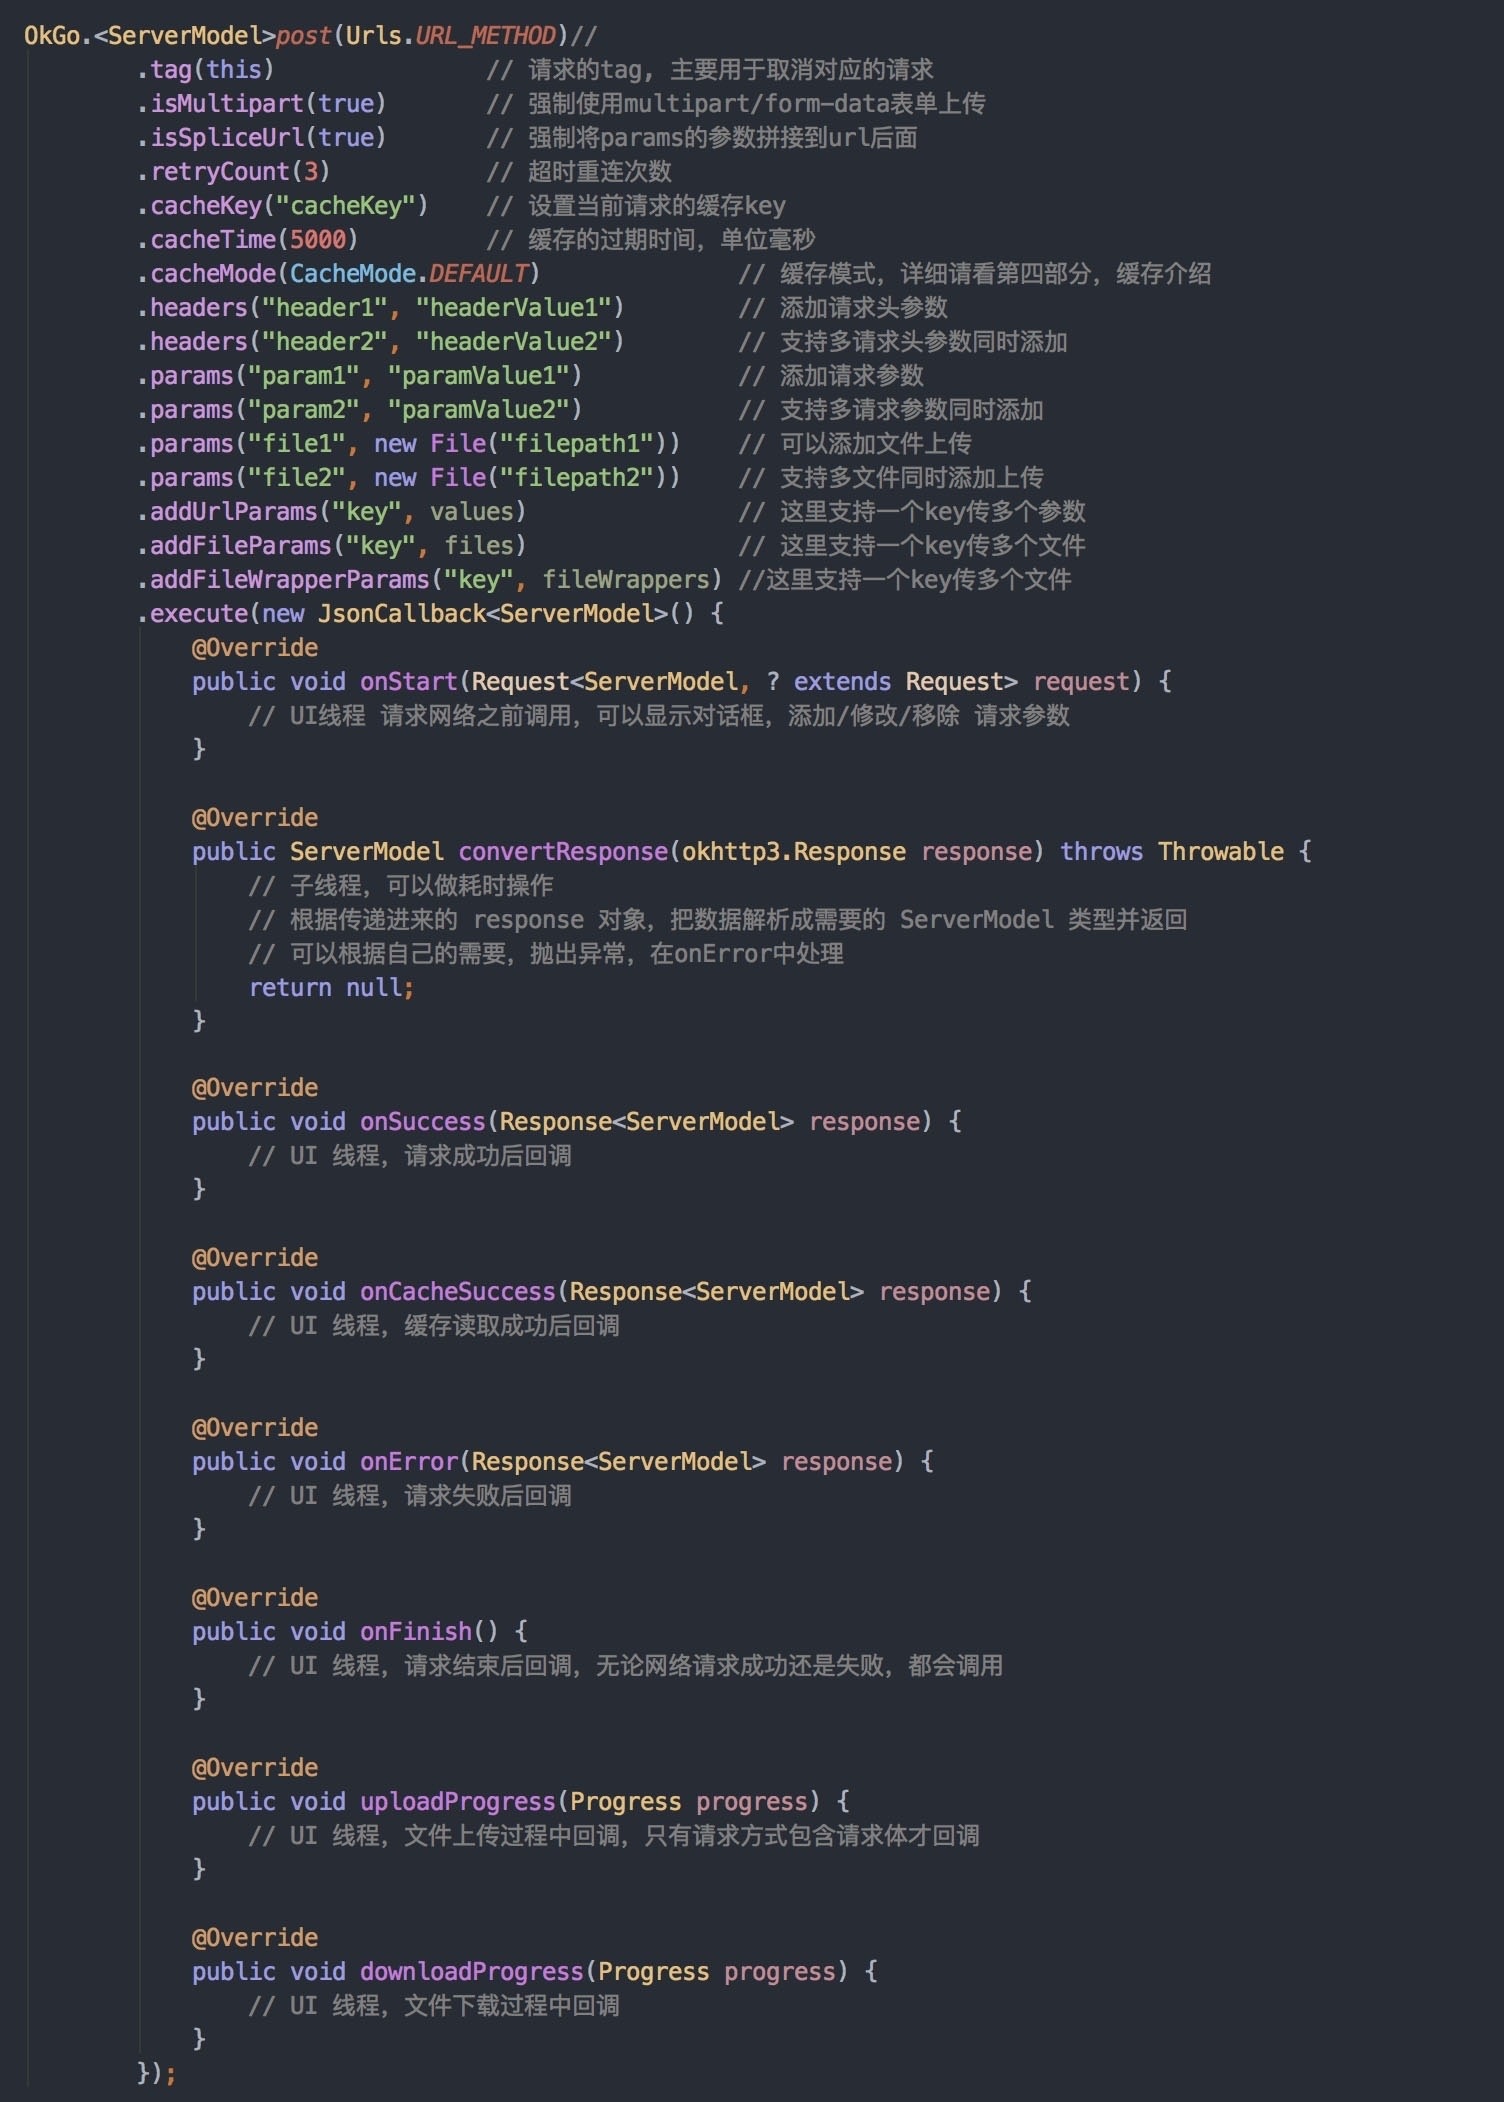 OkGo.<ServerModel>post(Urls.URL_METHOD)//
        .tag(this)               // 请求的tag, 主要用于取消对应的请求
        .isMultipart(true)       // 强制使用multipart/form-data表单上传
        .isSpliceUrl(true)       // 强制将params的参数拼接到url后面
        .retryCount(3)           // 超时重连次数
        .cacheKey("cacheKey")    // 设置当前请求的缓存key
        .cacheTime(5000)         // 缓存的过期时间，单位毫秒
        .cacheMode(CacheMode.DEFAULT)              // 缓存模式，详细请看第四部分，缓存介绍
        .headers("header1", "headerValue1")        // 添加请求头参数
        .headers("header2", "headerValue2")        // 支持多请求头参数同时添加
        .params("param1", "paramValue1")           // 添加请求参数
        .params("param2", "paramValue2")           // 支持多请求参数同时添加
        .params("file1", new File("filepath1"))    // 可以添加文件上传
        .params("file2", new File("filepath2"))    // 支持多文件同时添加上传
        .addUrlParams("key", values)               // 这里支持一个key传多个参数
        .addFileParams("key", files)               // 这里支持一个key传多个文件
        .addFileWrapperParams("key", fileWrappers) //这里支持一个key传多个文件
        .execute(new JsonCallback<ServerModel>() {
            @Override
            public void onStart(Request<ServerModel, ? extends Request> request) {
                // UI线程 请求网络之前调用，可以显示对话框，添加/修改/移除 请求参数
            }

            @Override
            public ServerModel convertResponse(okhttp3.Response response) throws Throwable {
                // 子线程，可以做耗时操作
                // 根据传递进来的 response 对象，把数据解析成需要的 ServerModel 类型并返回
                // 可以根据自己的需要，抛出异常，在onError中处理
                return null;
            }

            @Override
            public void onSuccess(Response<ServerModel> response) {
                // UI 线程，请求成功后回调
            }

            @Override
            public void onCacheSuccess(Response<ServerModel> response) {
                // UI 线程，缓存读取成功后回调
            }

            @Override
            public void onError(Response<ServerModel> response) {
                // UI 线程，请求失败后回调
            }

            @Override
            public void onFinish() {
                // UI 线程，请求结束后回调，无论网络请求成功还是失败，都会调用
            }

            @Override
            public void uploadProgress(Progress progress) {
                // UI 线程，文件上传过程中回调，只有请求方式包含请求体才回调
            }

            @Override
            public void downloadProgress(Progress progress) {
                // UI 线程，文件下载过程中回调
            }
        });